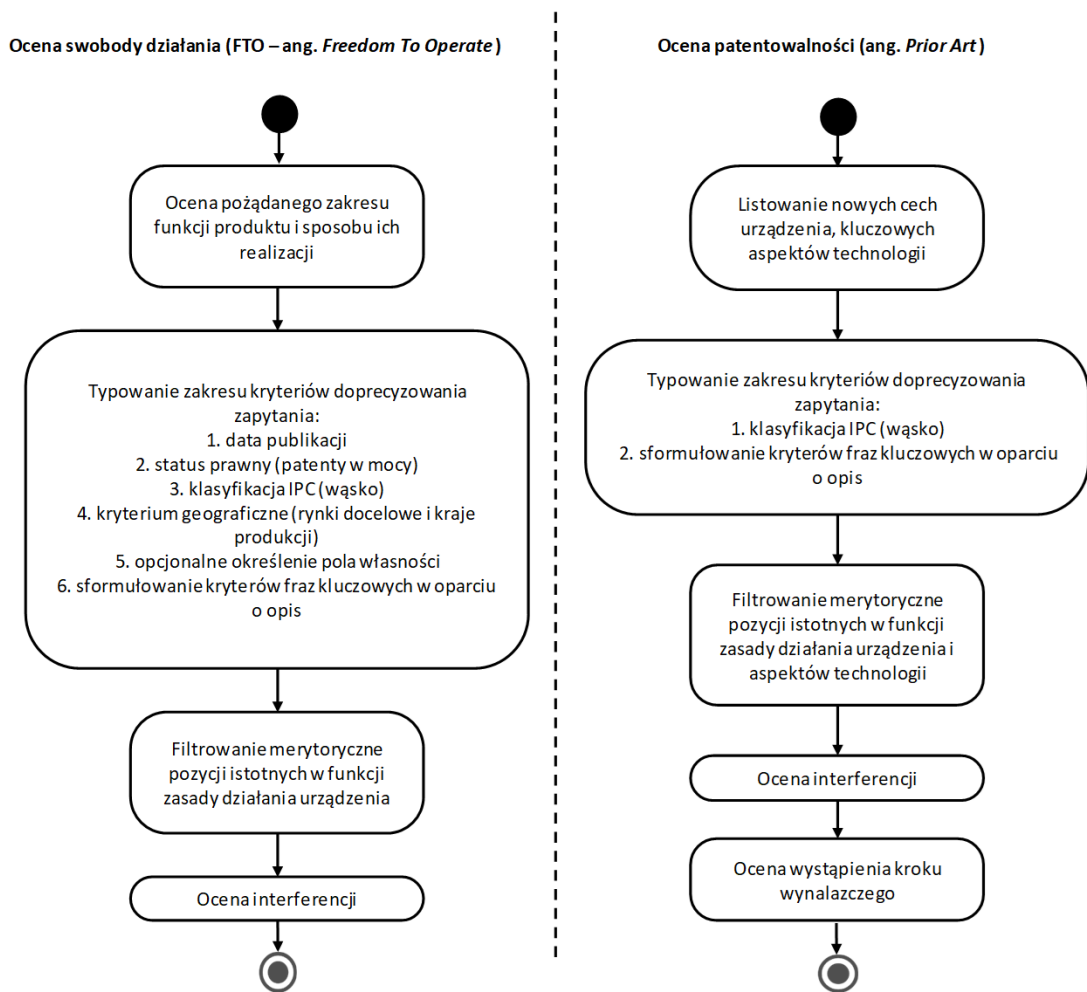 Ocena swobody działania (FTO – ang. Freedom To Operate)
Ocena pożądanego zakresu
funkcji produktu i sposobu ich
realizacji
Typowanie zakresu kryteriów doprecyzowania
zapytania:
1. data publikacji
2. status prawny (patenty w mocy)
3. klasyfikacja IPC (wąsko)
4. kryterium geograficzne (rynki docelowe i kraje
produkcji)
5. opcjonalne określenie pola własności
6. sformułowanie kryterów fraz kluczowych w oparciu
o opis
Filtrowanie merytoryczne
pozycji istotnych w funkcji
zasady działania urządzenia
Ocena interferencji
Ocena patentowalności (ang. Prior Art)
Listowanie nowych cech
urządzenia, kluczowych
aspektów technologii
Typowanie zakresu kryteriów doprecyzowania
zapytania:
1. klasyfikacja IPC (wąsko)
2. sformułowanie kryterów fraz kluczowych w oparciu
o opis
Filtrowanie merytoryczne
pozycji istotnych w funkcji
zasady działania urządzenia i
aspektów technologii
Ocena interferencji
Ocena wystąpienia kroku
wynalazczego